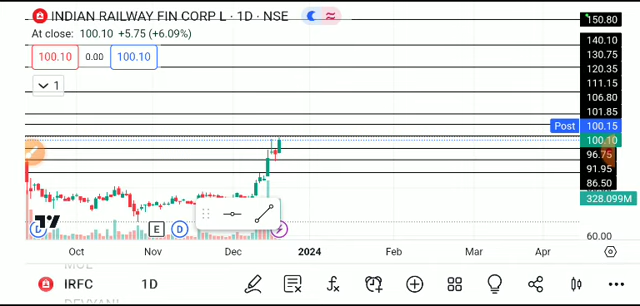 INDIAN RAILWAY FIN CORP L · 1D · NSE
At close: 100.10 +5.75 (+6.09%)
100.10 0.00 100.10
1
150.80
140.10
130.75
120.35
111.15
106.80
101.85
Post 100.15
100.10
96.75
91.95
86.50
328.099M
60.00
D E D
Oct Nov Dec 2024 Feb Mar Apr
IRFC 1D